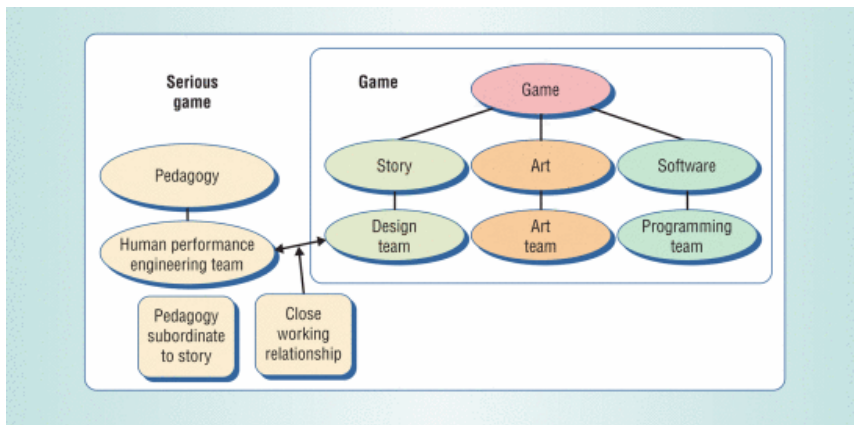 Serious
game
Game
Game
Story
Art
Software
Pedagogy
Design
team
Art
team
Programming
team
Human performance
engineering team
Pedagogy
subordinate
to story
Close
working
relationship